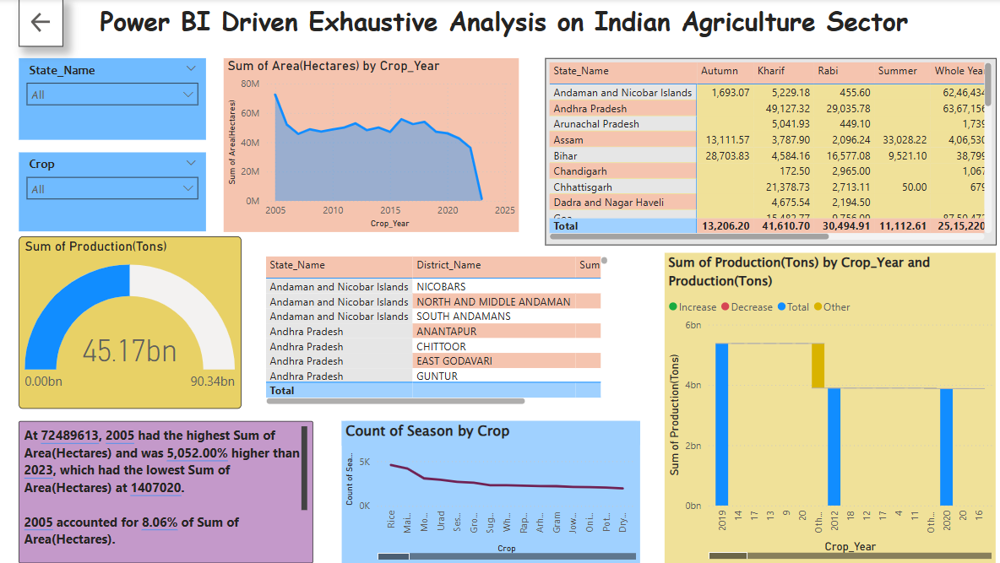 Power BI Driven Exhaustive Analysis on Indian Agriculture Sector
State_Name
All
Crop
All
Sum of Area(Hectares) by Crop_Year
Sum of Area(Hectares)
80M
60M
40M
20M
0M
2005 2010 2015 2020 2025
Crop_Year
State_Name Autumn Kharif Rabi Summer Whole Yea
Andaman and Nicobar Islands 1,693.07 5,229.18 455.60 62,46,434
Andhra Pradesh 49,127.32 29,035.78 63,67,156
Arunachal Pradesh 5,041.93 449.10 1,739
Assam 13,111.57 3,787.90 2,096.24 33,028.22 4,06,530
Bihar 28,703.83 4,584.16 16,577.08 9,521.10 38,799
Chandigarh 172.50 2,965.00 1,067
Chhattisgarh 21,378.73 2,713.11 50.00 679
Dadra and Nagar Haveli 4,675.54 2,194.50
Total 13,206.20 41,610.70 30,494.91 11,112.61 25,15,220
Sum of Production(Tons)
45.17bn
0.00bn 90.34bn
State_Name District_Name Sum
Andaman and Nicobar Islands NICOBARS
Andaman and Nicobar Islands NORTH AND MIDDLE ANDAMAN
Andaman and Nicobar Islands SOUTH ANDAMANS
Andhra Pradesh ANANTAPUR
Andhra Pradesh CHITTOOR
Andhra Pradesh EAST GODAVARI
Andhra Pradesh GUNTUR
Total
Sum of Production(Tons) by Crop_Year and
Production(Tons)
Increase Decrease Total Other
Sum of Production(Tons)
6bn
4bn
2bn
0bn
2019 14 17 13 9 20 Oth... 2012 18 12 17 4 11 Oth... 2020 20 16
Crop_Year
At 72489613, 2005 had the highest Sum of
Area(Hectares) and was 5,052.00% higher than
2023, which had the lowest Sum of
Area(Hectares) at 1407020.
2005 accounted for 8.06% of Sum of
Area(Hectares).
Count of Season by Crop
Count of Sea...
5K
0K
Rice Mai... Mo... Urad Ses... Gro... Sug... Wh... Rap... Arh... Gram Jow... Oni... Pot... Dry...
Crop